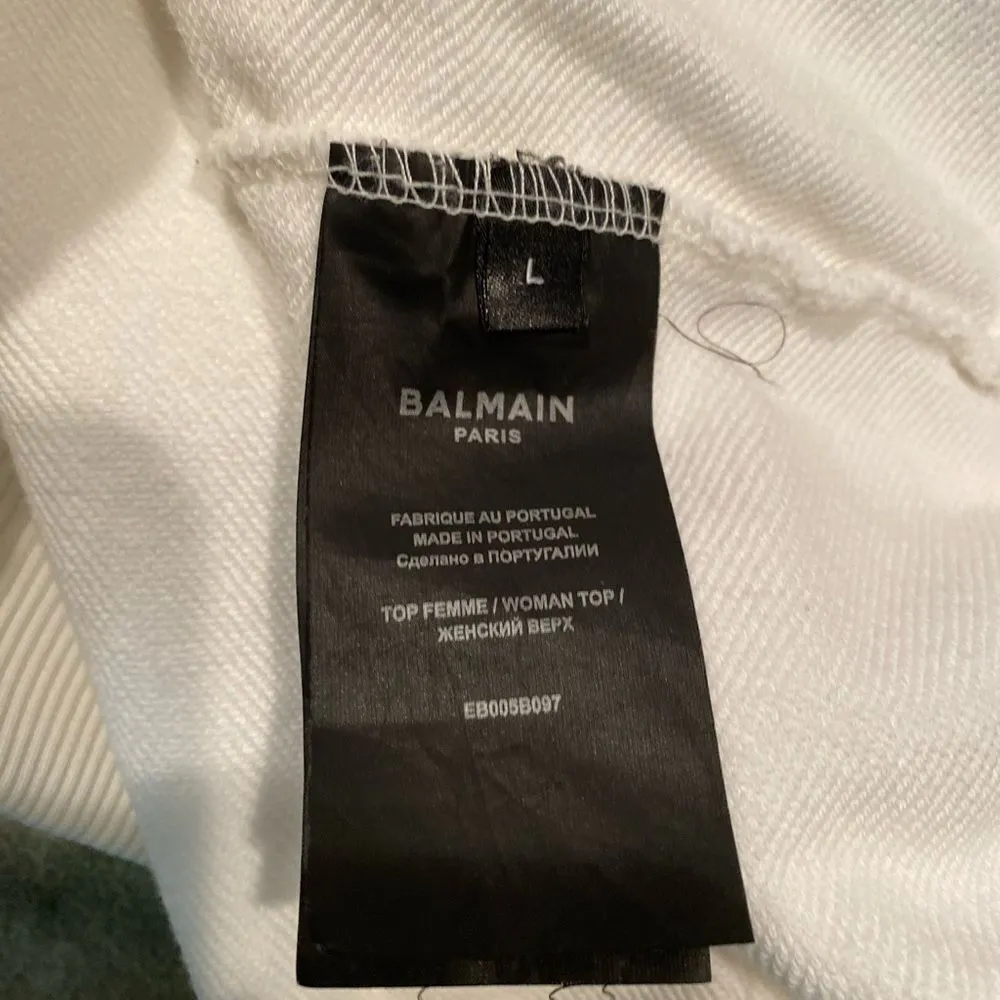 L
BALMAIN
PARIS
FABRIQUE AU PORTUGAL
MADE IN PORTUGAL
Сделано в ПОРТУГАЛИИ
TOP FEMME / WOMAN TOP /
ЖЕНСКИЙ ВЕРХ
EB005B097